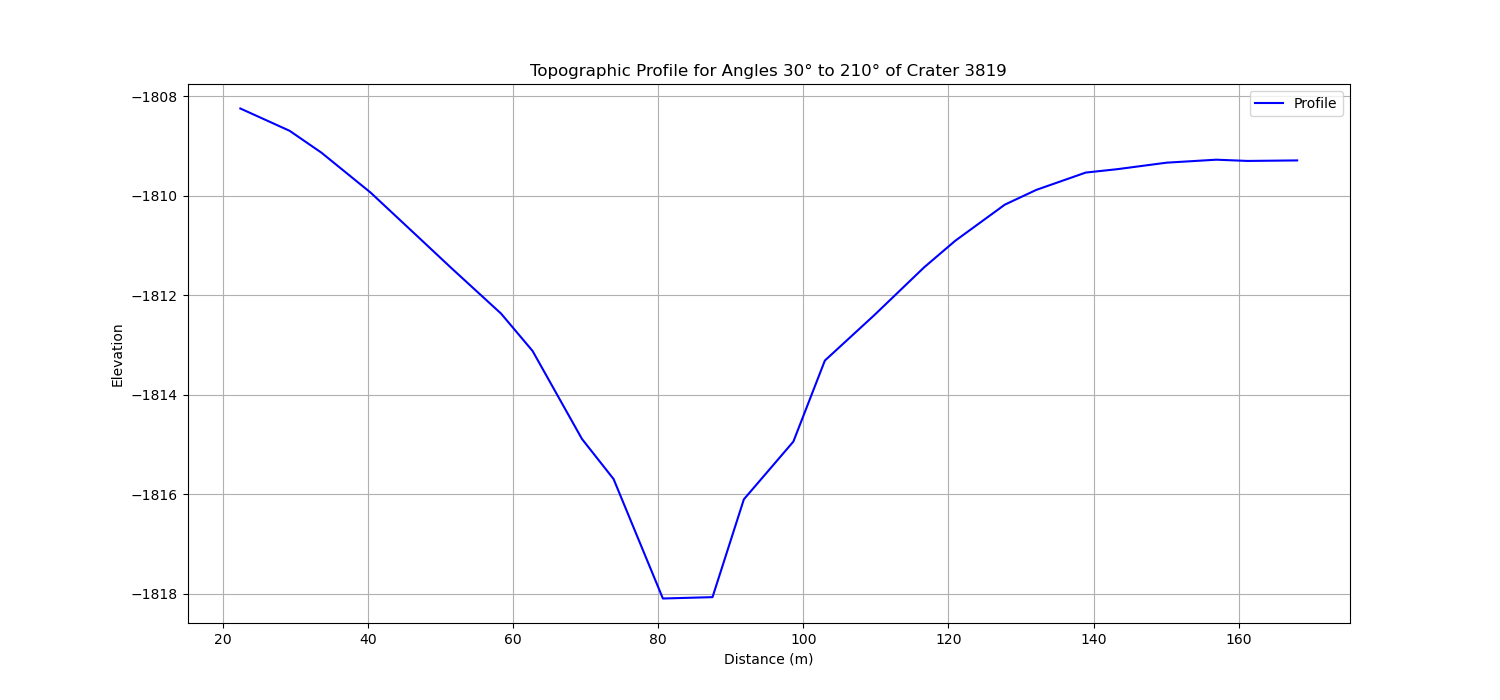 Topographic Profile for Angles 30° to 210° of Crater 3819
Profile
−1808
−1810
−1812
−1814
−1816
−1818
Elevation
20 40 60 80 100 120 140 160
Distance (m)